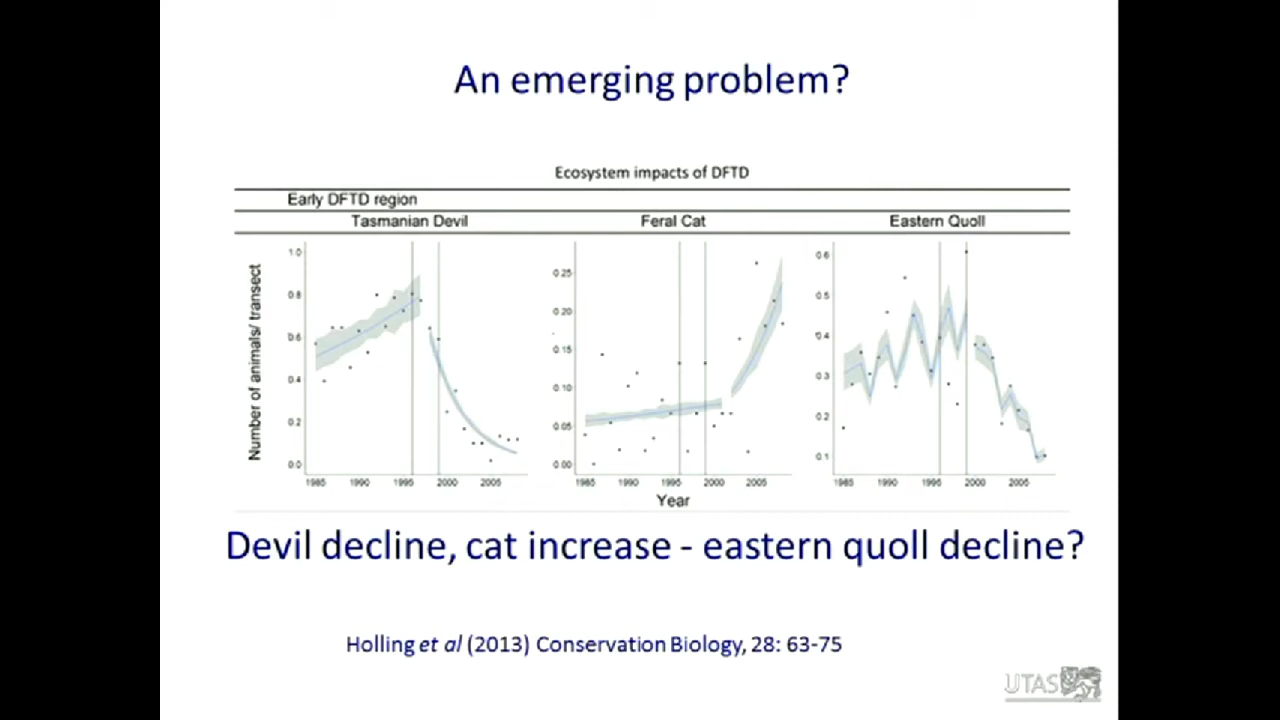 An emerging problem?
Ecosystem impacts of DFTD
Early DFTD region
Tasmanian Devil Feral Cat Eastern Quoll
Number of animals/ transect
1.0
0.8
0.6
0.4
0.2
0.0
1985 1990 1995 2000 2005
0.25
0.20
0.15
0.10
0.05
0.00
1985 1990 1995 2000 2005
0.6
0.5
0.4
0.3
0.2
0.1
1985 1990 1995 2000 2005
Year
Devil decline, cat increase - eastern quoll decline?
Holling et al (2013) Conservation Biology, 28: 63-75
UTAS